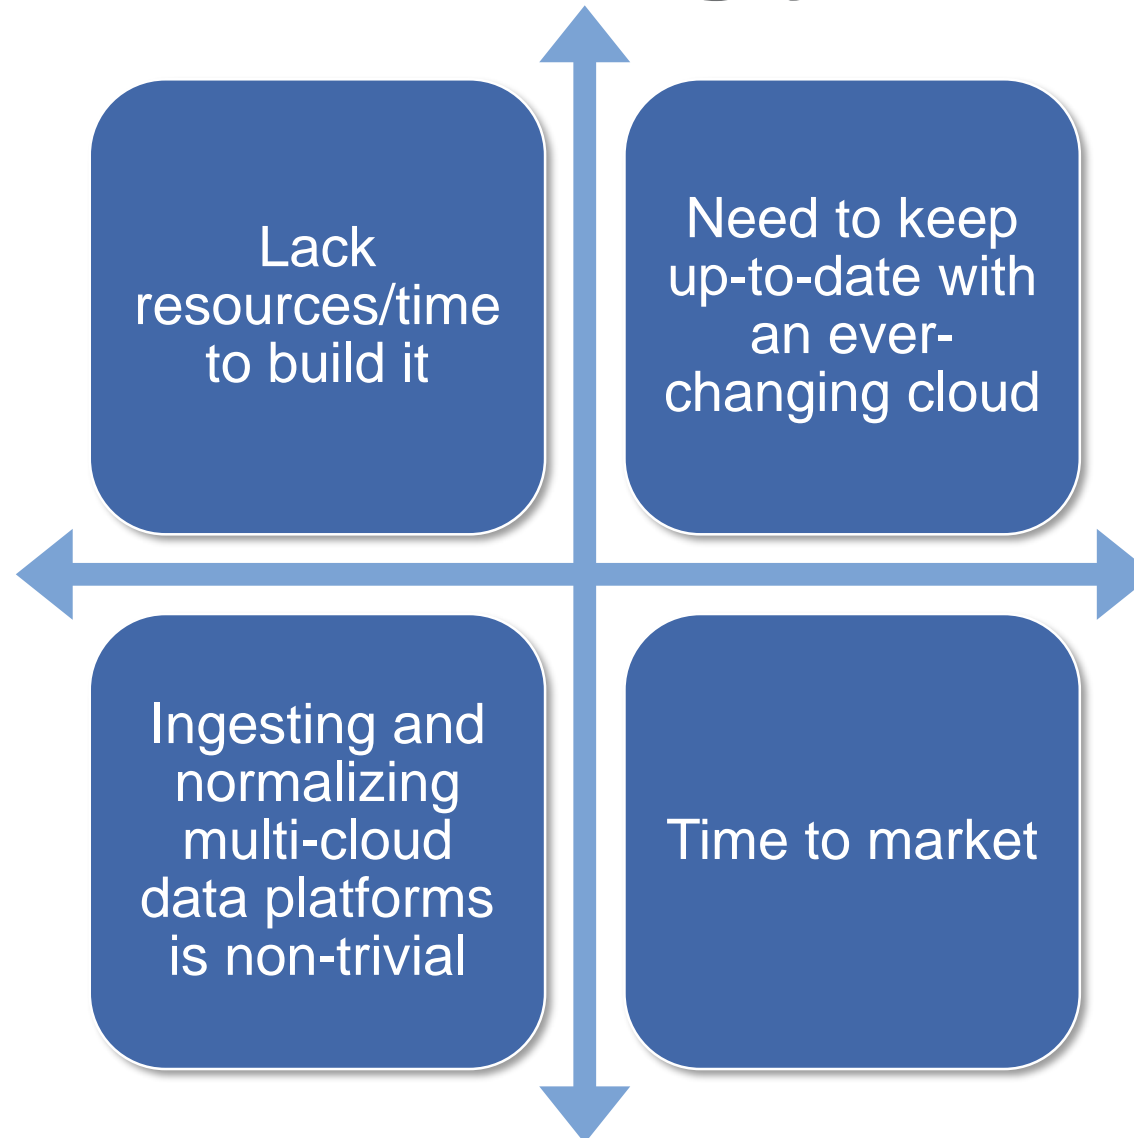 Lack
resources/time
to build it
Need to keep
up-to-date with
an ever-
changing cloud
Ingesting and
normalizing
multi-cloud
data platforms
is non-trivial
Time to market